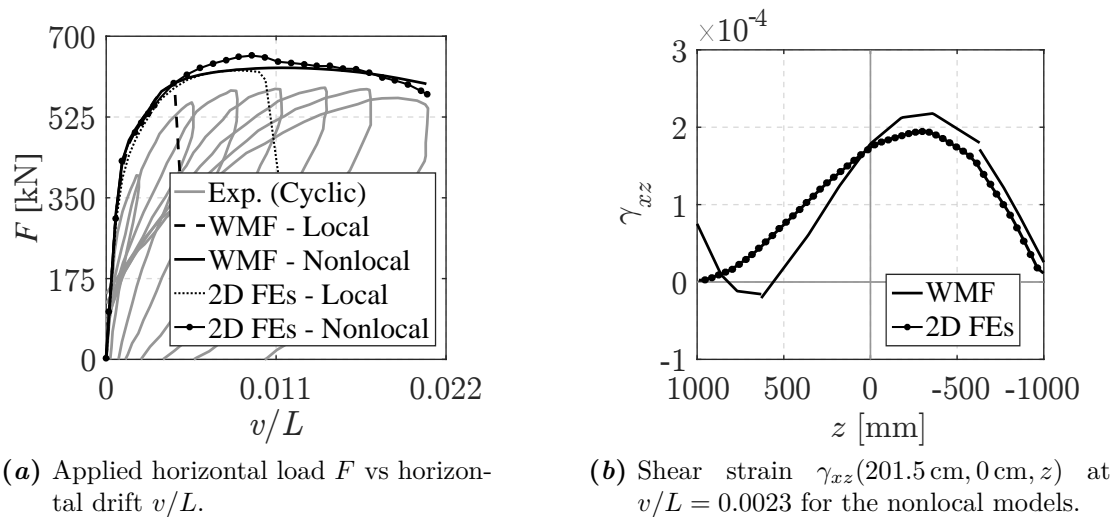 700
525
350
175
0
F [kN]
Exp. (Cyclic)
WMF - Local
WMF - Nonlocal
2D FEs - Local
2D FEs - Nonlocal
0 0.011 0.022
v/L
(a) Applied horizontal load F vs horizon-
tal drift v/L.
×10⁻⁴
3
2
1
0
-1
γxz
WMF
2D FEs
1000 500 0 -500 -1000
z [mm]
(b) Shear strain γxz(201.5 cm, 0 cm, z) at
v/L = 0.0023 for the nonlocal models.